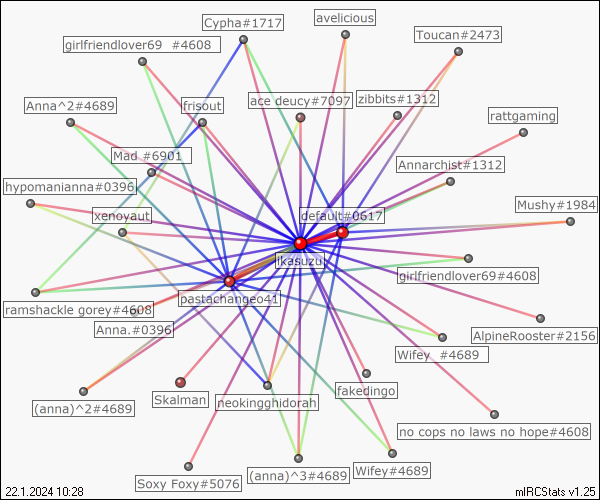 avelicious
Cypha#1717
Toucan#2473
girlfriendlover69 #4608
Anna^2#4689
frisout
ace deucy#7097
zibbits#1312
rattgaming
Mad_#6901
Annarchist#1312
hypomanianna#0396
xenoyaut
default#0617
Mushy#1984
ikasuzu
girlfriendlover69#4608
pastachangeo41
ramshackle gorey#4608
Anna.#0396
AlpineRooster#2156
Wifey_#4689
fakedingo
Skalman
neokingghidorah
(anna)^2#4689
no cops no laws no hope#4608
Wifey#4689
(anna)^3#4689
Soxy Foxy#5076
22.1.2024 10:28
mIRCStats v1.25